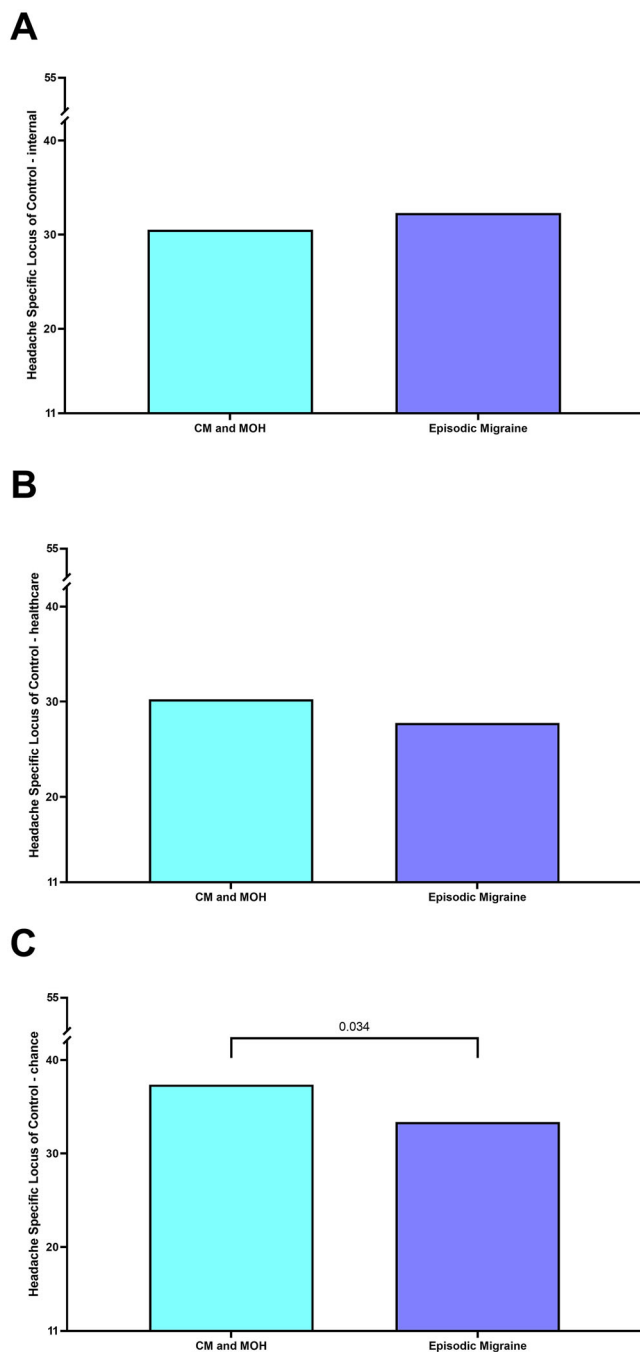 A
Headache Specific Locus of Control - internal
55
40
30
20
11
CM and MOH
Episodic Migraine
B
Headache Specific Locus of Control - healthcare
55
40
30
20
11
CM and MOH
Episodic Migraine
C
Headache Specific Locus of Control - chance
55
40
30
20
11
0.034
CM and MOH
Episodic Migraine